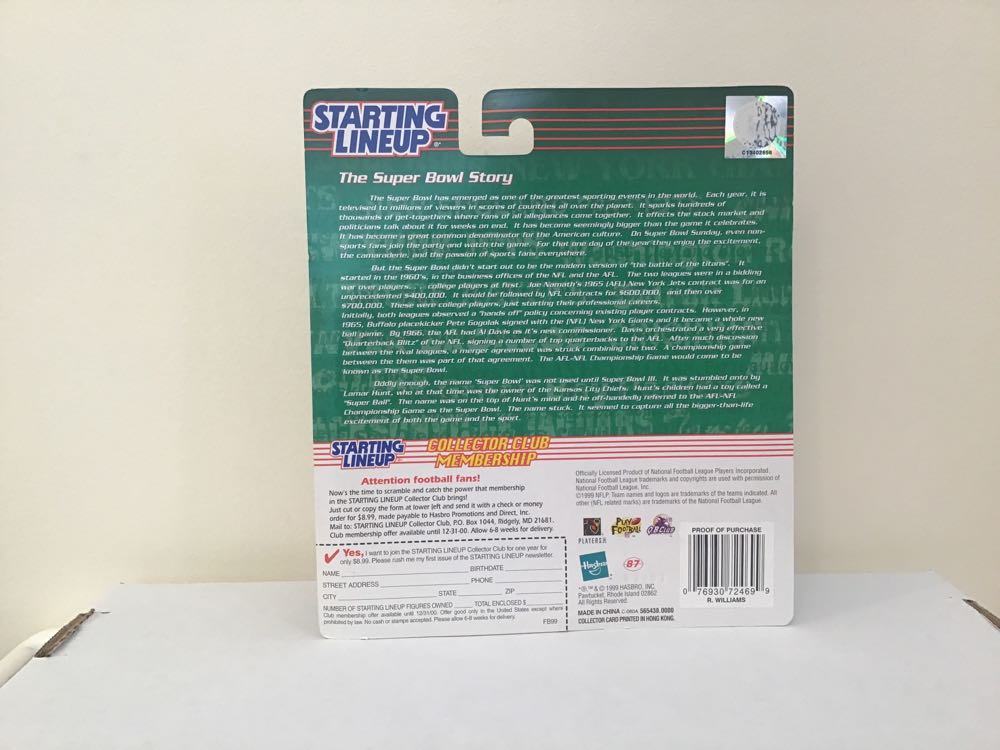 STARTING
LINEUP
The Super Bowl Story
The Super Bowl has emerged as one of the greatest sporting events in the world. Each year, it is
televised to millions of viewers in scores of countries all over the planet. It sparks hundreds of
thousands of get-togethers where fans of all allegiances come together. It effects the stock market and
politicians talk about it for weeks on end. It has become seemingly bigger than the game it celebrates.
It has become a great common denominator for the American culture. On Super Bowl Sunday, even non-
sports fans join the party and watch the game. For that one day of the year they enjoy the excitement,
the camaraderie, and the passion of sports fans everywhere.
But the Super Bowl didn't start out to be the modern version of "the battle of the titans". It
started in the 1960's, in the business offices of the NFL and the AFL. The two leagues were in a bidding
war over players... college players at first. Joe Namath's 1965 (AFL) New York Jets contract was for an
unprecedented $400,000. It would be followed by NFL contracts for $600,000, and then over
$700,000. These were college players, just starting their professional careers.
Initially, both leagues observed a "hands off" policy concerning existing player contracts. However, in
1965, Buffalo placekicker Pete Gogolak signed with the (NFL) New York Giants and it became a whole new
ball game. By 1966, the AFL had Al Davis as it's new commissioner. Davis orchestrated a very effective
"Quarterback Blitz" of the NFL, signing a number of top quarterbacks to the AFL. After much discussion
between the rival leagues, a merger agreement was struck combining the two. A championship game
between the them was part of that agreement. The AFL-NFL Championship Game would come to be
known as The Super Bowl.
Oddly enough, the name 'Super Bowl' was not used until Super Bowl III. It was stumbled onto by
Lamar Hunt, who at that time was the owner of the Kansas City Chiefs. Hunt's children had a toy called a
"Super Ball". The name was on the top of Hunt's mind and he off-handedly referred to the AFL-NFL
Championship Game as the Super Bowl. The name stuck. It seemed to capture all the bigger-than-life
excitement of both the game and the sport.
STARTING
LINEUP
COLLECTOR CLUB
MEMBERSHIP
Attention football fans!
Now's the time to scramble and catch the power that membership
in the STARTING LINEUP Collector Club brings!
Just cut or copy the form at lower left and send it with a check or money
order for $8.99, made payable to Hasbro Promotions and Direct, Inc.
Mail to: STARTING LINEUP Collector Club, P.O. Box 1044, Ridgely, MD 21681.
Club membership offer available until 12-31-00. Allow 6-8 weeks for delivery.
Yes, I want to join the STARTING LINEUP Collector Club for one year for
only $8.99. Please rush me my first issue of the STARTING LINEUP newsletter.
NAME BIRTHDATE
STREET ADDRESS PHONE
CITY STATE ZIP
NUMBER OF STARTING LINEUP FIGURES OWNED TOTAL ENCLOSED $
Club membership offer available until 12/31/00. Offer good only in the United States except where
prohibited by law. No cash or stamps accepted. Please allow 6-8 weeks for delivery.
FB99
Officially Licensed Product of National Football League Players Incorporated.
National Football League trademarks and copyrights are used with permission of
National Football League, Inc.
©1999 NFLP. Team names and logos are trademarks of the teams indicated. All
other (NFL related marks) are trademarks of the National Football League.
PLAYERS
PLAY
FOOTBALL
Hasbro
87
*®,™ & © 1999 HASBRO, INC.
Pawtucket, Rhode Island 02862
All Rights Reserved.
MADE IN CHINA C-080A 565438.0000
COLLECTOR CARD PRINTED IN HONG KONG.
PROOF OF PURCHASE
0 76930 72469 9
R. WILLIAMS